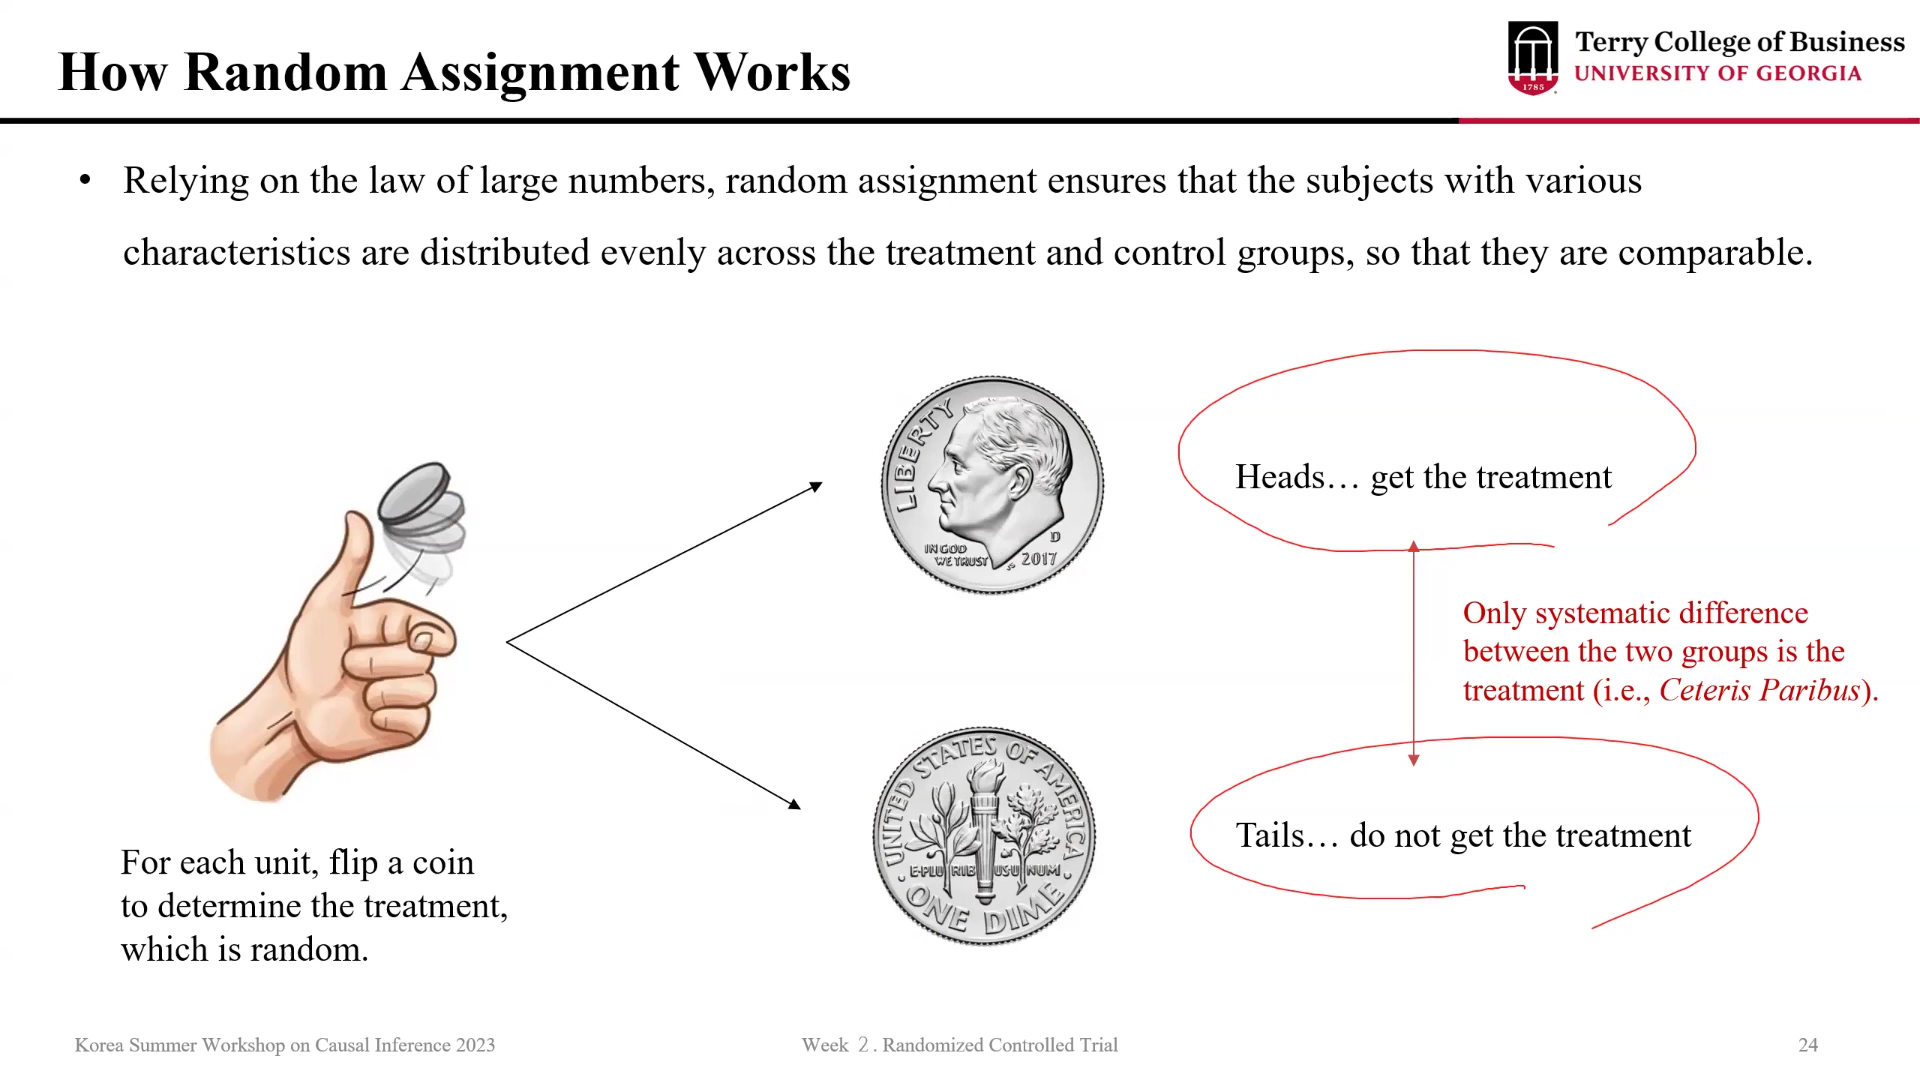 How Random Assignment Works
Terry College of Business
UNIVERSITY OF GEORGIA
1785
• Relying on the law of large numbers, random assignment ensures that the subjects with various
characteristics are distributed evenly across the treatment and control groups, so that they are comparable.
LIBERTY
IN GOD
WE TRUST
D
2017
Heads… get the treatment
Only systematic difference
between the two groups is the
treatment (i.e., Ceteris Paribus).
UNITED STATES OF AMERICA
E·PLURIBUS UNUM
ONE DIME
Tails… do not get the treatment
For each unit, flip a coin
to determine the treatment,
which is random.
Korea Summer Workshop on Causal Inference 2023
Week 2. Randomized Controlled Trial
24